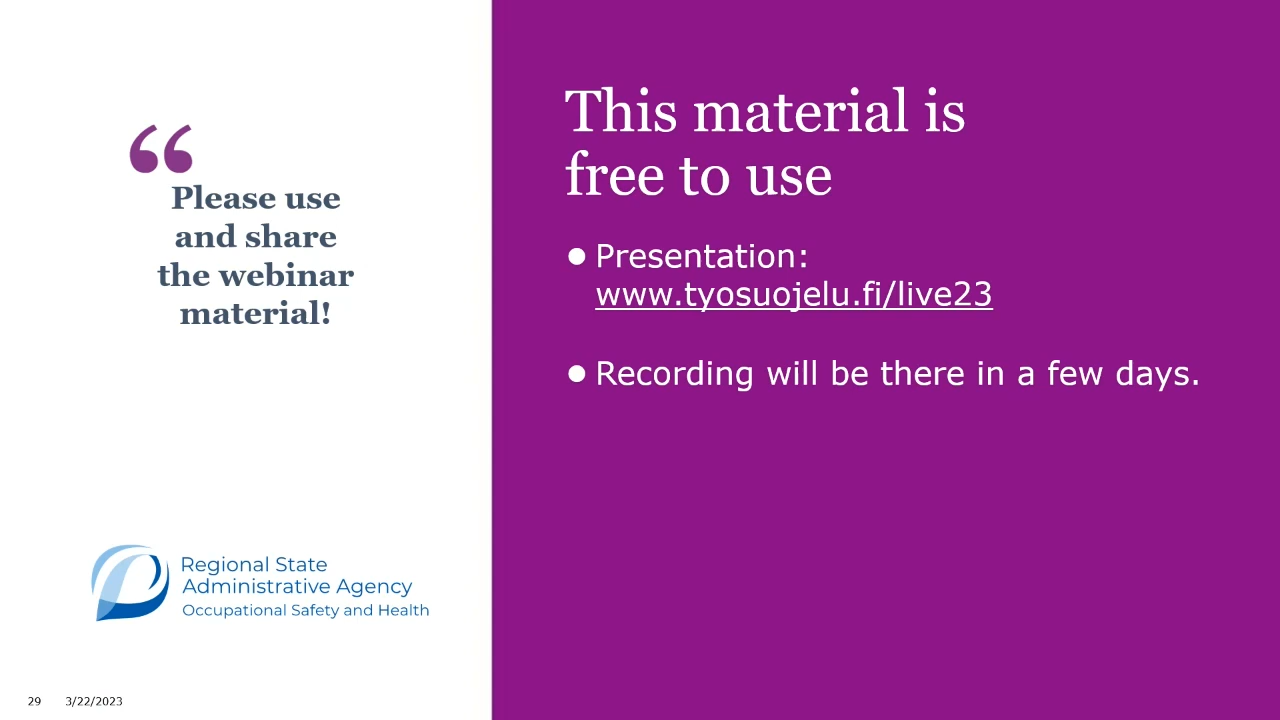 “
Please use
and share
the webinar
material!
Regional State
Administrative Agency
Occupational Safety and Health
29 3/22/2023
This material is
free to use
● Presentation:
www.tyosuojelu.fi/live23
● Recording will be there in a few days.